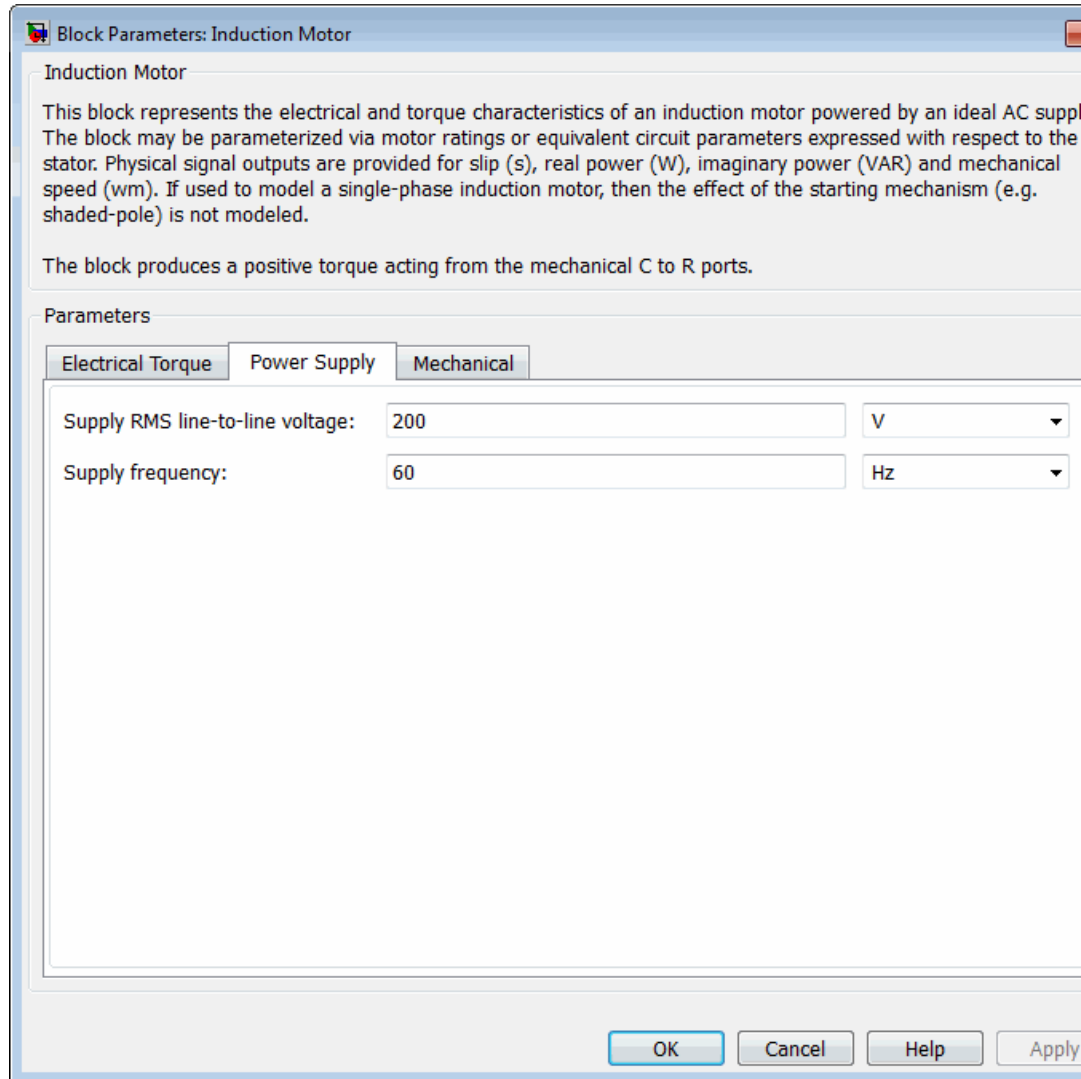 Block Parameters: Induction Motor
Induction Motor
This block represents the electrical and torque characteristics of an induction motor powered by an ideal AC suppl
The block may be parameterized via motor ratings or equivalent circuit parameters expressed with respect to the
stator. Physical signal outputs are provided for slip (s), real power (W), imaginary power (VAR) and mechanical
speed (wm). If used to model a single-phase induction motor, then the effect of the starting mechanism (e.g.
shaded-pole) is not modeled.
The block produces a positive torque acting from the mechanical C to R ports.
Parameters
Electrical Torque Power Supply Mechanical
Supply RMS line-to-line voltage: 200 V
Supply frequency: 60 Hz
OK Cancel Help Apply